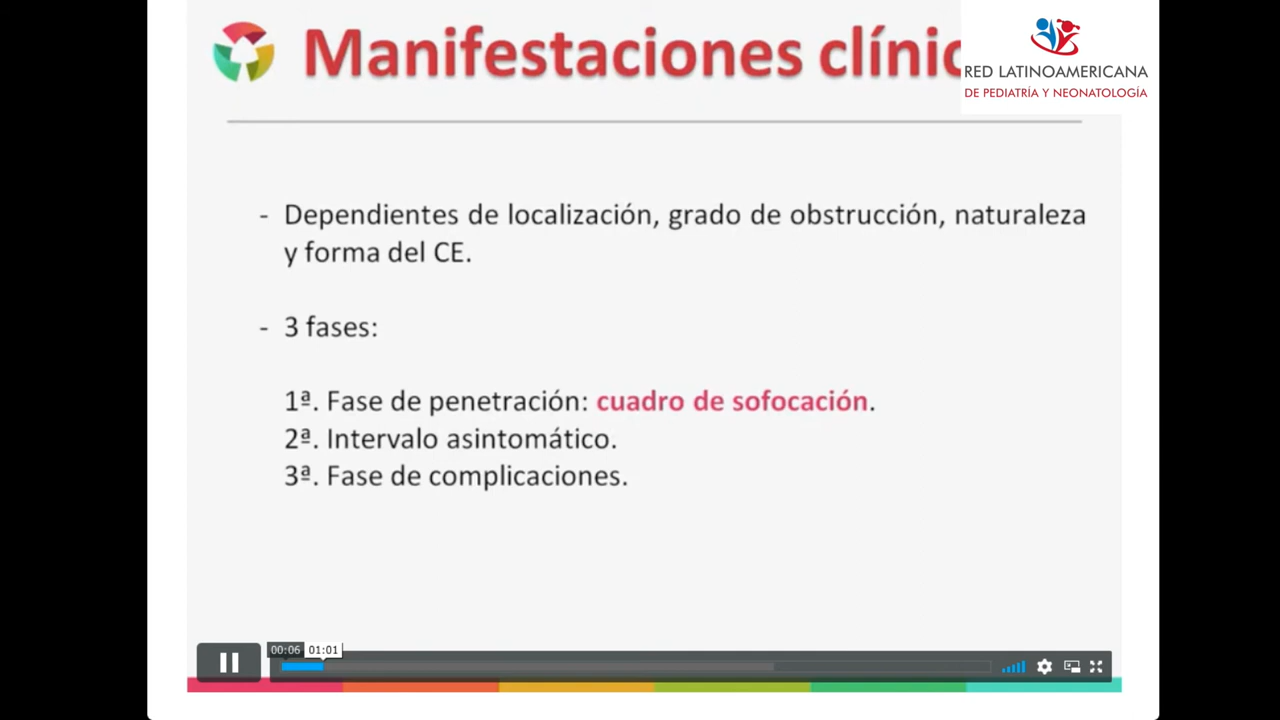 Manifestaciones clínic
RED LATINOAMERICANA
DE PEDIATRÍA Y NEONATOLOGÍA
- Dependientes de localización, grado de obstrucción, naturaleza
y forma del CE.
- 3 fases:
1ª. Fase de penetración: cuadro de sofocación.
2ª. Intervalo asintomático.
3ª. Fase de complicaciones.
00:06 01:01